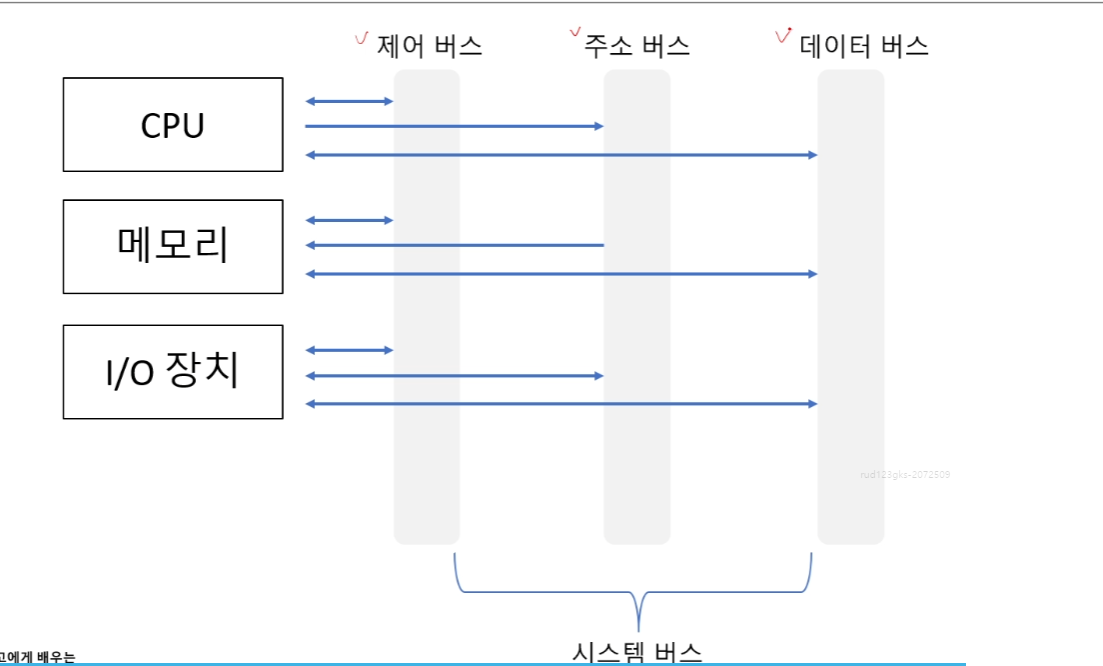 제어 버스
주소 버스
데이터 버스
CPU
메모리
I/O 장치
rud123gks-2072509
시스템 버스
고에게 배우는